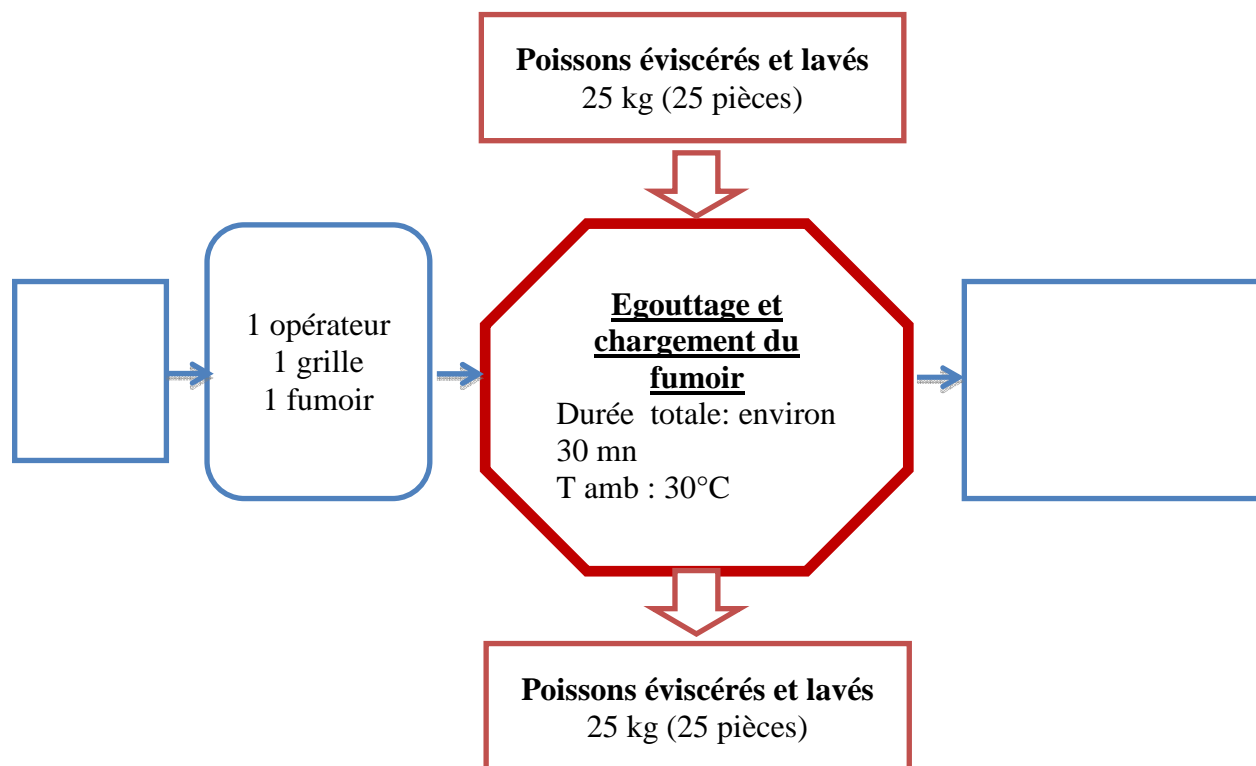 Poissons éviscérés et lavés
25 kg (25 pièces)
1 opérateur
1 grille
1 fumoir
Egouttage et
chargement du
fumoir
Durée totale: environ
30 mn
T amb : 30°C
Poissons éviscérés et lavés
25 kg (25 pièces)